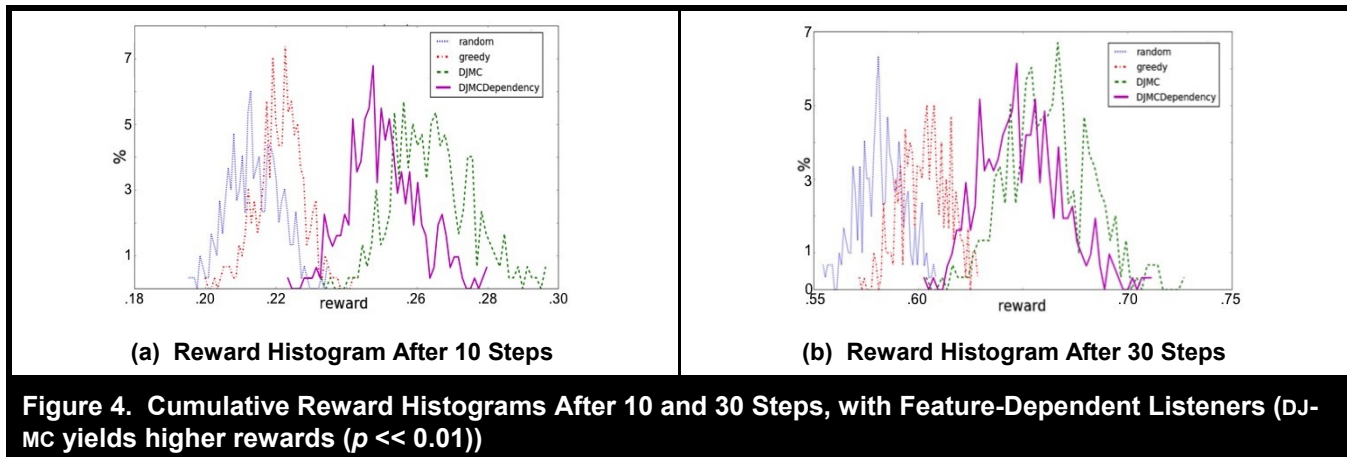 7
5
3
1
%
random
greedy
DJMC
DJMCDependency
.18
.20
.22
.24
.26
.28
.30
reward
(a) Reward Histogram After 10 Steps
7
5
3
1
0
%
random
greedy
DJMC
DJMCDependency
.55
.60
.65
.70
.75
reward
(b) Reward Histogram After 30 Steps
Figure 4. Cumulative Reward Histograms After 10 and 30 Steps, with Feature-Dependent Listeners (DJ-
MC yields higher rewards (p << 0.01))